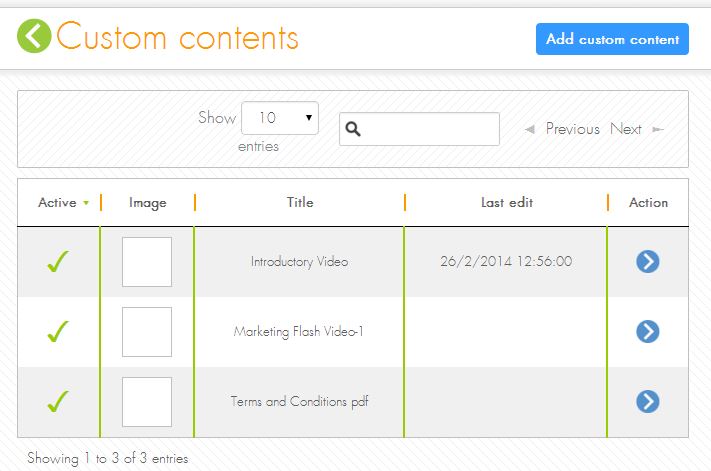 Custom contents
Add custom content
Show 10 entries
Previous Next
Active Image Title Last edit Action
Introductory Video 26/2/2014 12:56:00
Marketing Flash Video-1
Terms and Conditions pdf
Showing 1 to 3 of 3 entries